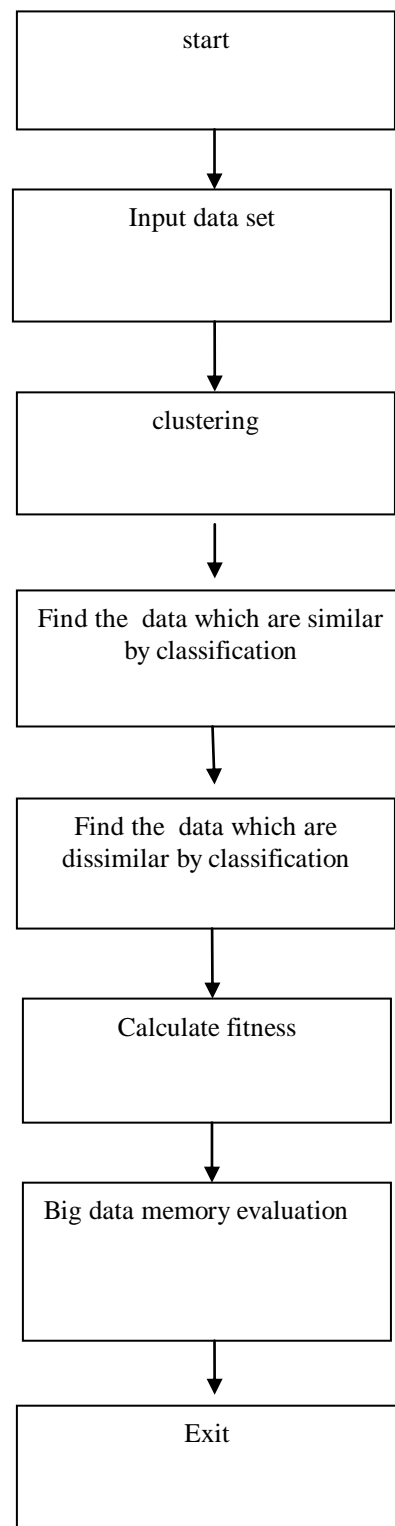 start
Input data set
clustering
Find the data which are similar
by classification
Find the data which are
dissimilar by classification
Calculate fitness
Big data memory evaluation
Exit